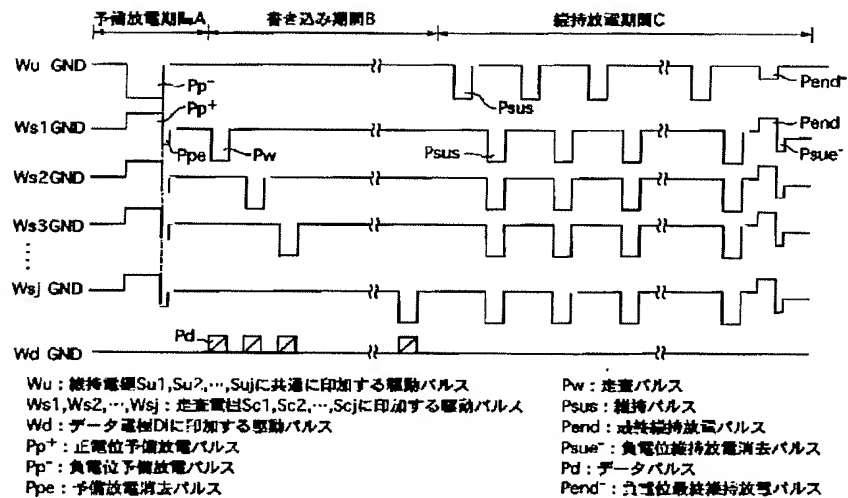 予備放電期間A 書き込み期間B 維持放電期間C
Wu GND Pp⁻ Psus Pend⁻
Pp⁺
Ws1GND Ppe Pw Psus Pend
Psue⁻
Ws2GND
Ws3GND
Wsj GND
Pd
Wd GND
Wu：維持電極Su1,Su2,…,Sujに共通に印加する駆動パルス
Ws1,Ws2,…,Wsj：走査電極Sc1,Sc2,…,Scjに印加する駆動パルス
Wd：データ電極Diに印加する駆動パルス
Pp⁺：正電位予備放電パルス
Pp⁻：負電位予備放電パルス
Ppe：予備放電消去パルス
Pw：走査パルス
Psus：維持パルス
Pend：最終維持放電パルス
Psue⁻：負電位維持放電消去パルス
Pd：データパルス
Pend⁻：負電位最終維持放電パルス